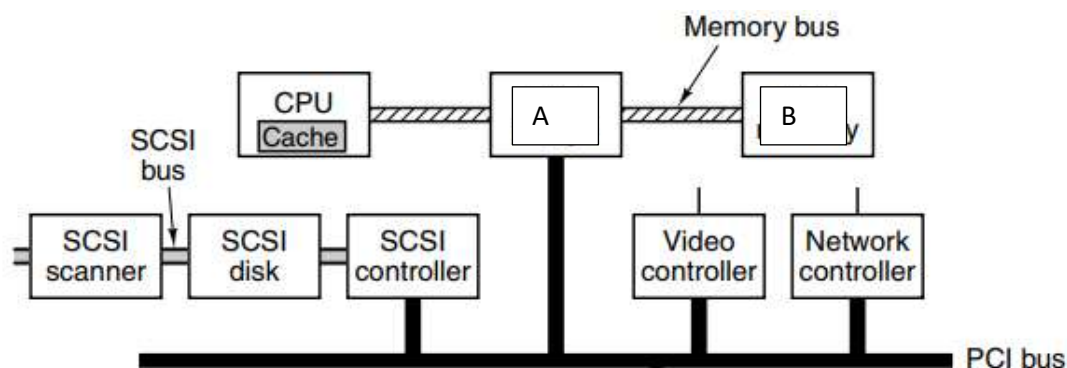 Memory bus
CPU
Cache
A
B
y
SCSI
bus
SCSI
scanner
SCSI
disk
SCSI
controller
Video
controller
Network
controller
PCI bus